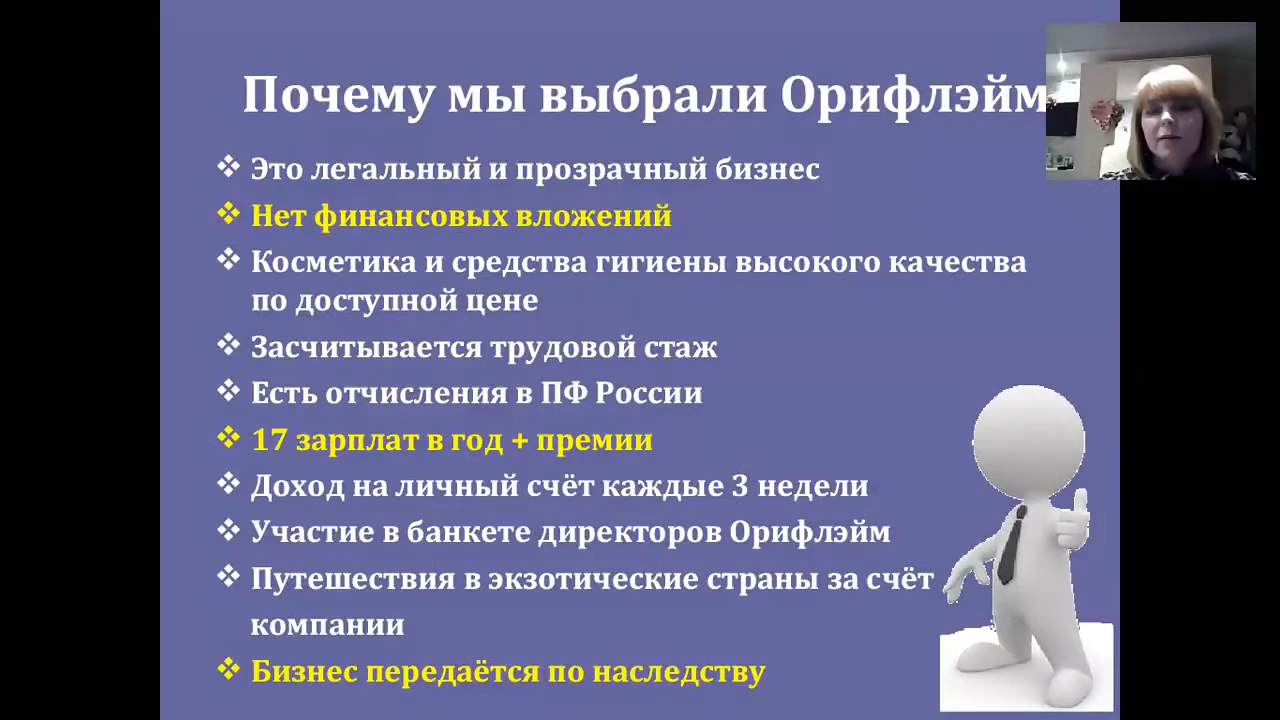 Почему мы выбрали Орифлэйм
❖ Это легальный и прозрачный бизнес
❖ Нет финансовых вложений
❖ Косметика и средства гигиены высокого качества
по доступной цене
❖ Засчитывается трудовой стаж
❖ Есть отчисления в ПФ России
❖ 17 зарплат в год + премии
❖ Доход на личный счёт каждые 3 недели
❖ Участие в банкете директоров Орифлэйм
❖ Путешествия в экзотические страны за счёт
компании
❖ Бизнес передаётся по наследству